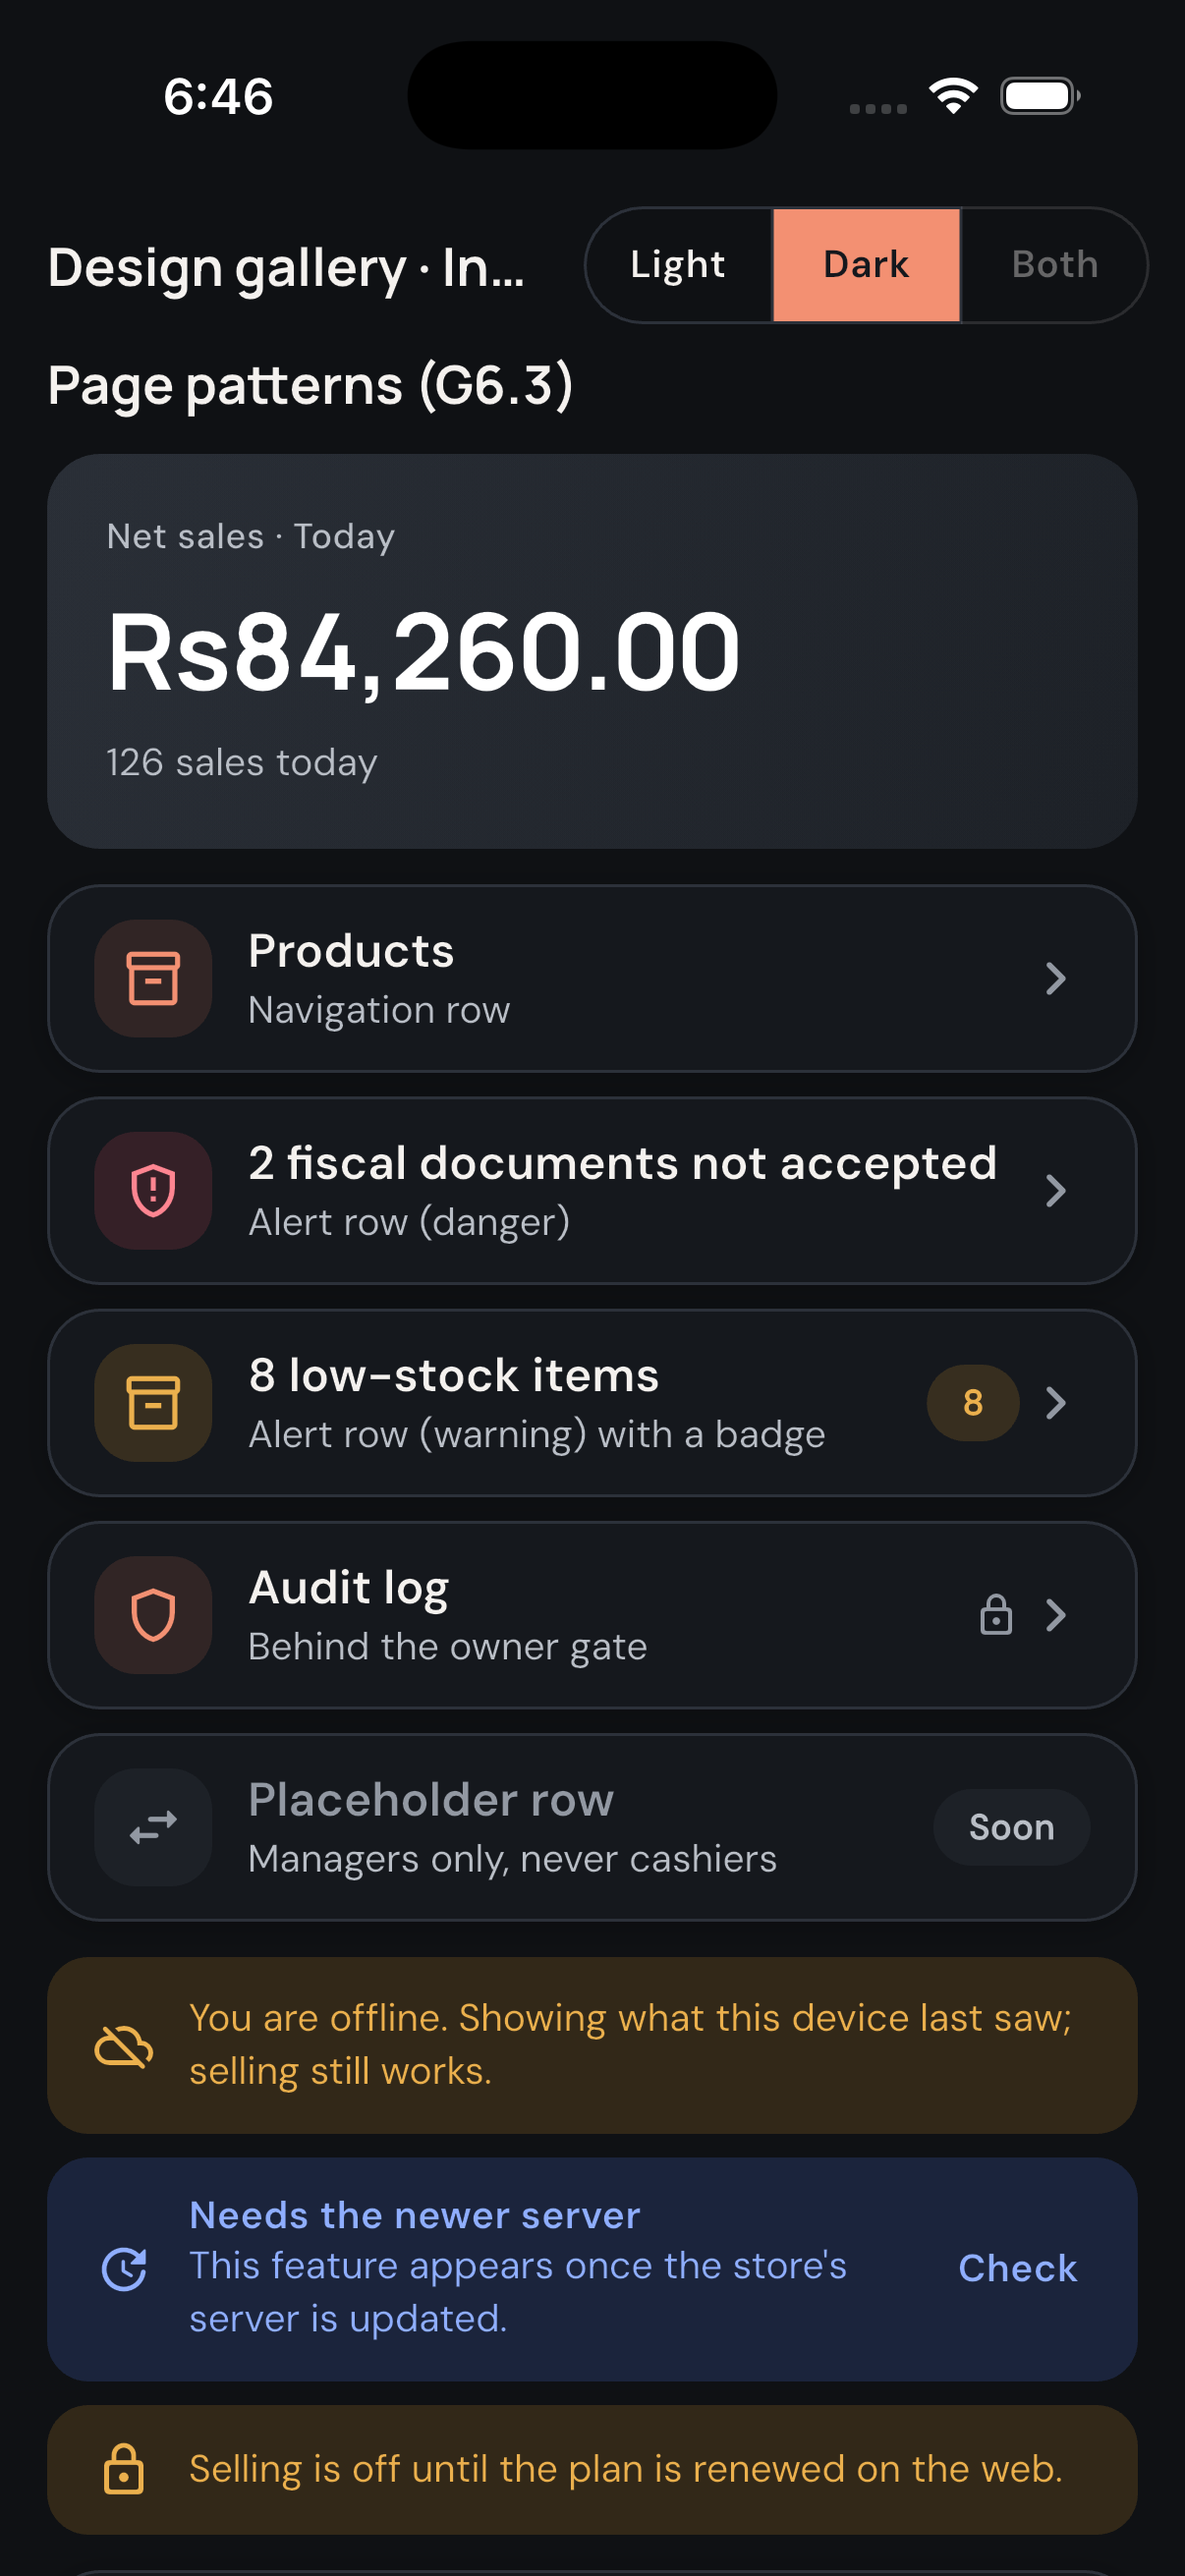 6:46
Design gallery · In...
Light
Dark
Both
Page patterns (G6.3)
Net sales · Today
Rs84,260.00
126 sales today
Products
Navigation row
2 fiscal documents not accepted
Alert row (danger)
8 low-stock items
Alert row (warning) with a badge
8
Audit log
Behind the owner gate
Placeholder row
Managers only, never cashiers
Soon
You are offline. Showing what this device last saw;
selling still works.
Needs the newer server
This feature appears once the store's
server is updated.
Check
Selling is off until the plan is renewed on the web.